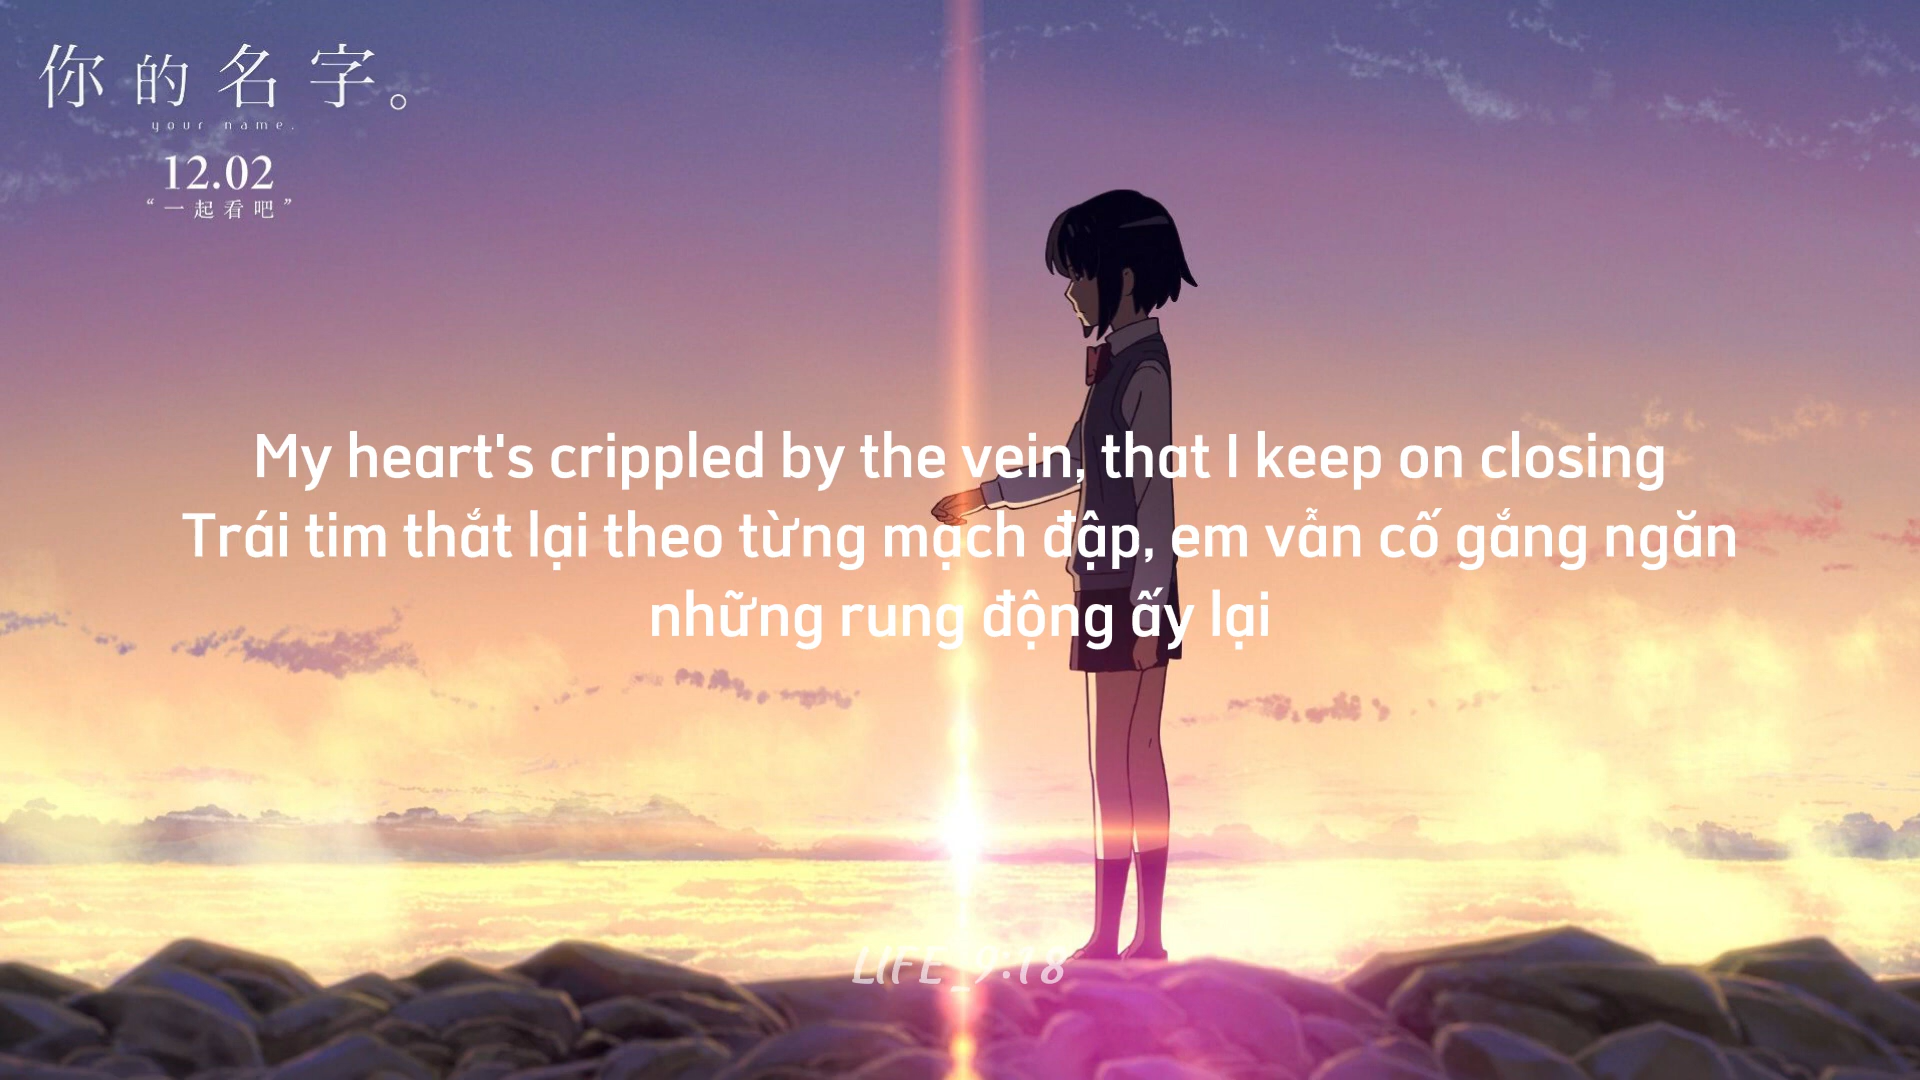 你的名字。
your name.
12.02
“一起看吧”
My heart's crippled by the vein, that I keep on closing
Trái tim thắt lại theo từng mạch đập, em vẫn cố gắng ngăn
những rung động ấy lại
LIFE_9:18